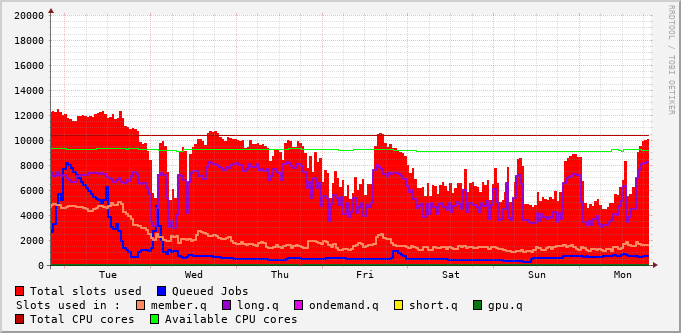 20000
18000
16000
14000
12000
10000
8000
6000
4000
2000
0
Tue Wed Thu Fri Sat Sun Mon
Total slots used Queued Jobs
Slots used in : member.q long.q ondemand.q short.q gpu.q
Total CPU cores Available CPU cores
RRDTOOL / TOBI OETIKER